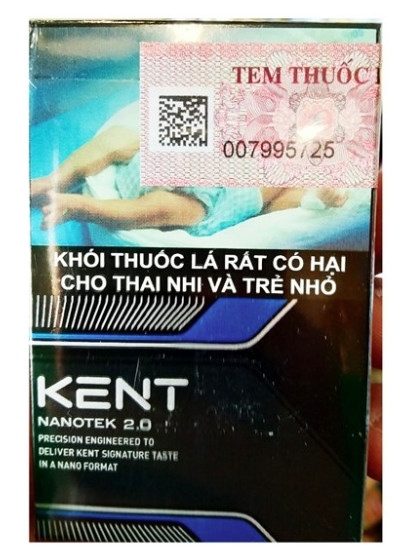 TEM THUỐC
007995725
KHÓI THUỐC LÁ RẤT CÓ HẠI
CHO THAI NHI VÀ TRẺ NHỎ
KENT
NANOTEK 2.0
PRECISION ENGINEERED TO
DELIVER KENT SIGNATURE TASTE
IN A NANO FORMAT